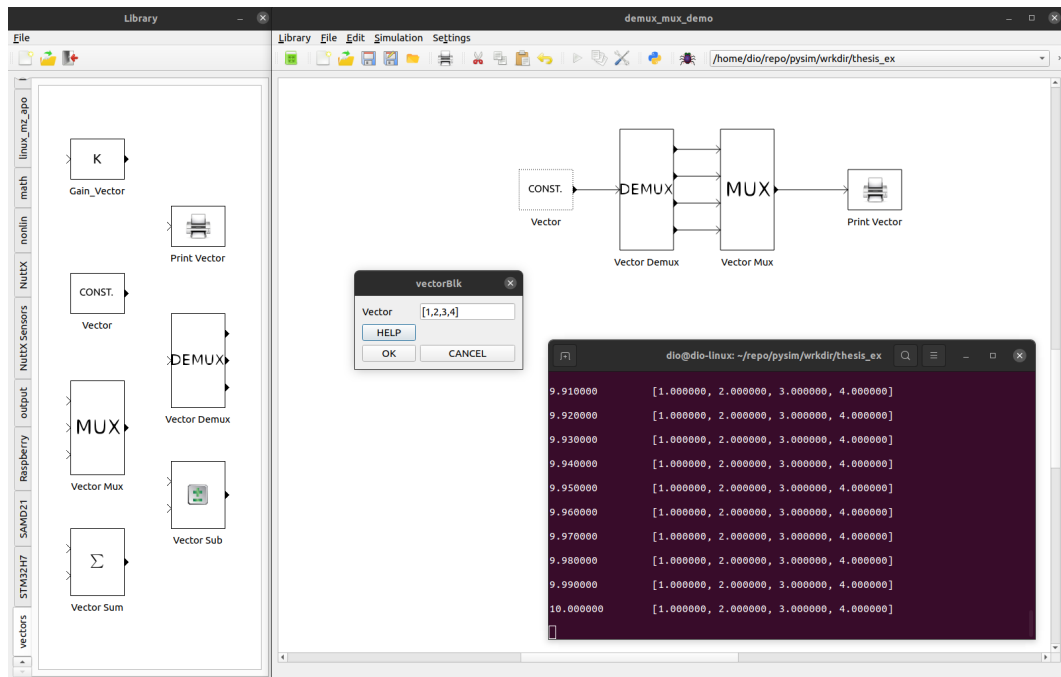 Library
File
linux_mz_apo
math
nonlin
NuttX
NuttX Sensors
output
Raspberry
SAMD21
STM32H7
vectors
K
Gain_Vector
Print Vector
CONST.
Vector
DEMUX
Vector Demux
MUX
Vector Mux
Vector Sub
Σ
Vector Sum
demux_mux_demo
Library File Edit Simulation Settings
/home/dio/repo/pysim/wrkdir/thesis_ex
CONST.
Vector
DEMUX
Vector Demux
MUX
Vector Mux
Print Vector
vectorBlk
Vector [1,2,3,4]
HELP
OK CANCEL
dio@dio-linux: ~/repo/pysim/wrkdir/thesis_ex
9.910000 [1.000000, 2.000000, 3.000000, 4.000000]
9.920000 [1.000000, 2.000000, 3.000000, 4.000000]
9.930000 [1.000000, 2.000000, 3.000000, 4.000000]
9.940000 [1.000000, 2.000000, 3.000000, 4.000000]
9.950000 [1.000000, 2.000000, 3.000000, 4.000000]
9.960000 [1.000000, 2.000000, 3.000000, 4.000000]
9.970000 [1.000000, 2.000000, 3.000000, 4.000000]
9.980000 [1.000000, 2.000000, 3.000000, 4.000000]
9.990000 [1.000000, 2.000000, 3.000000, 4.000000]
10.000000 [1.000000, 2.000000, 3.000000, 4.000000]